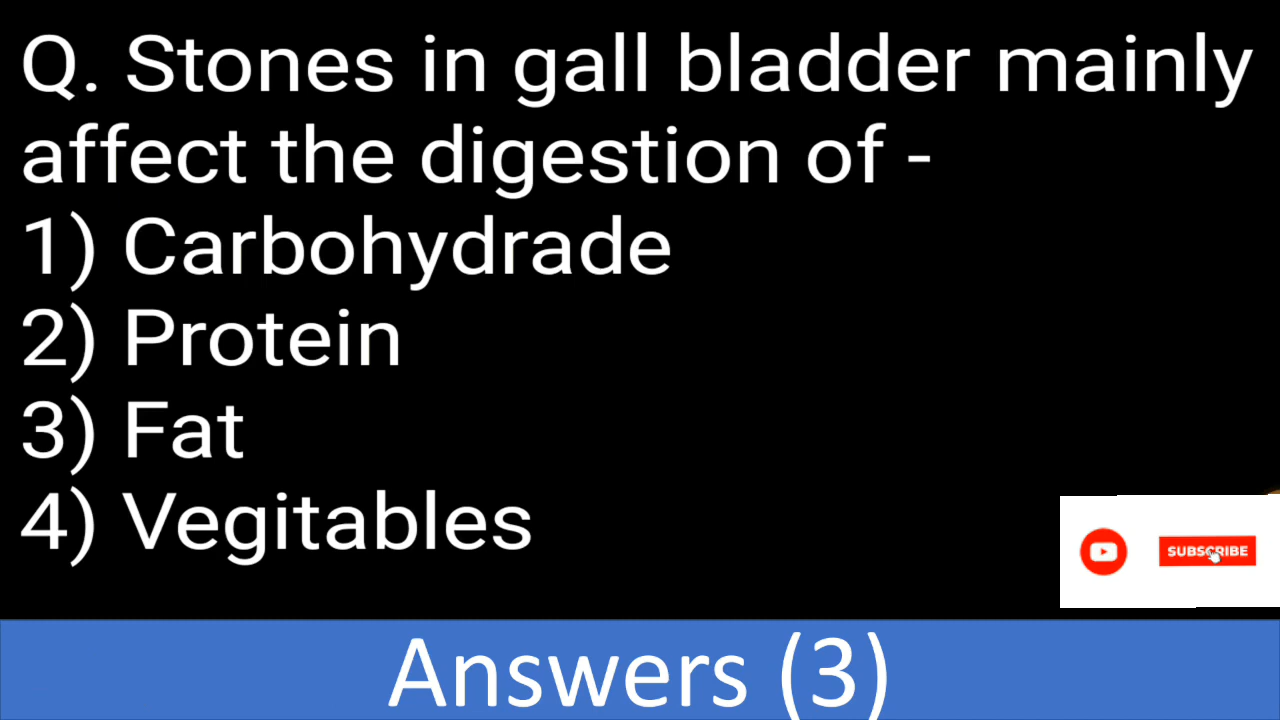 Q. Stones in gall bladder mainly
affect the digestion of -
1) Carbohydrade
2) Protein
3) Fat
4) Vegitables
SUBSCRIBE
Answers (3)